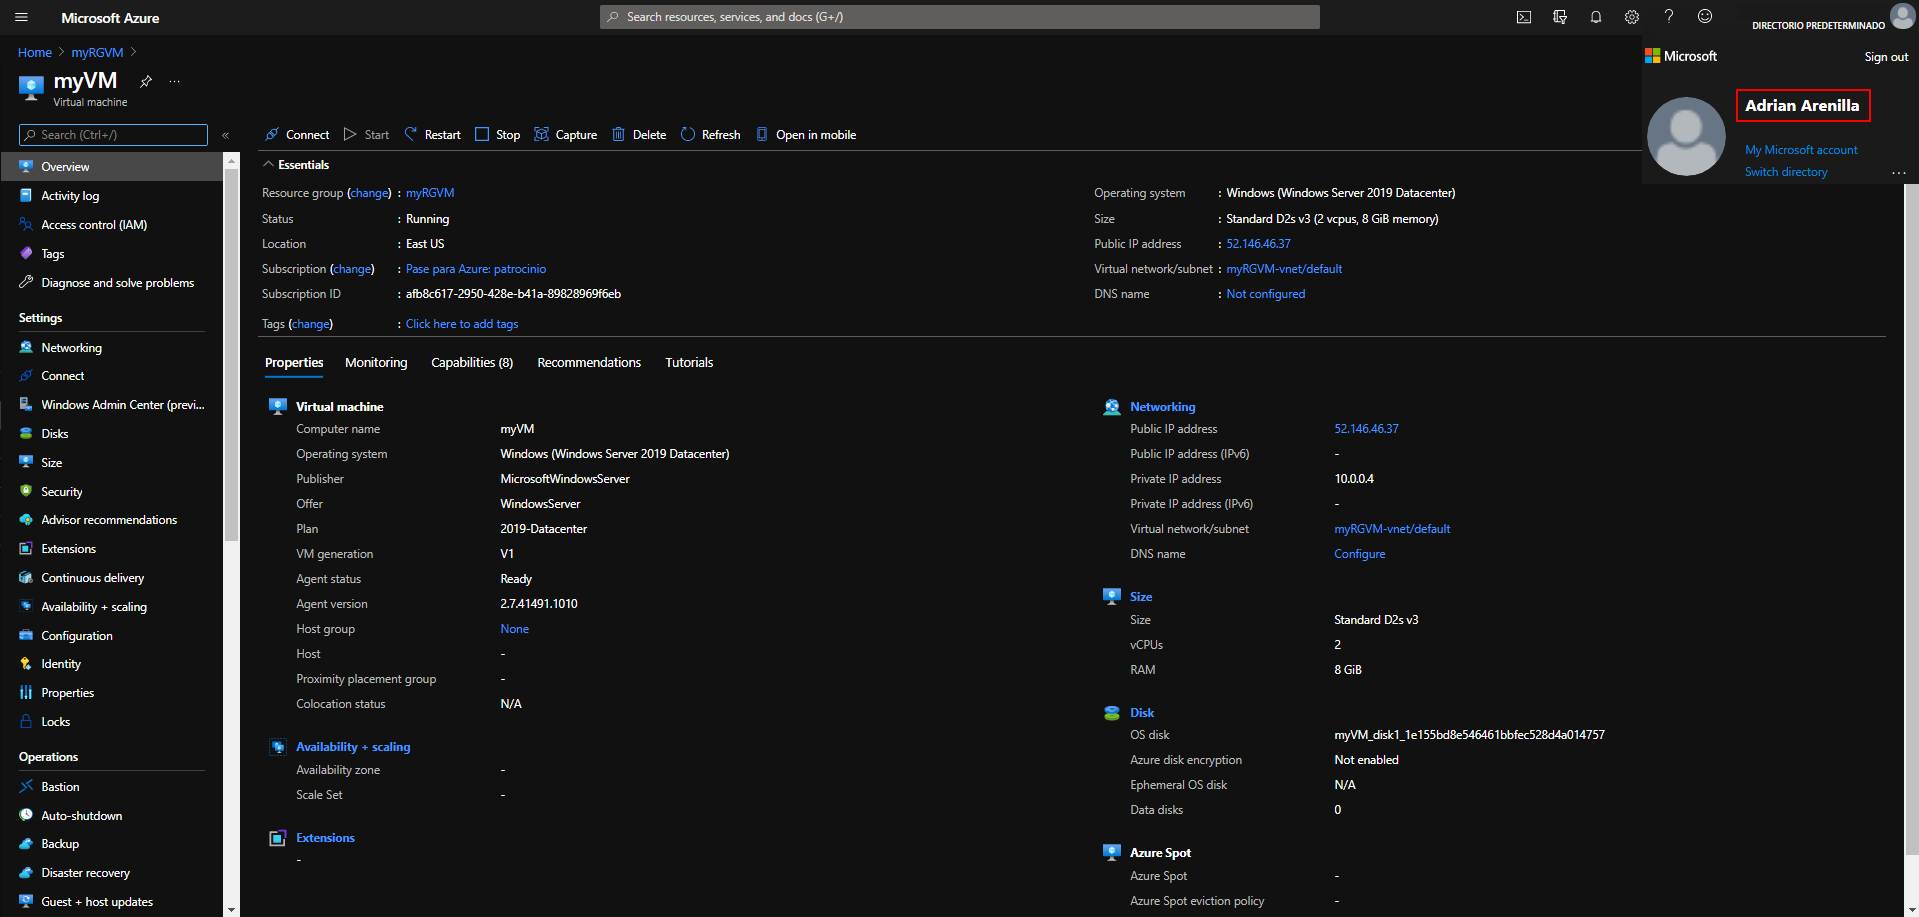 Microsoft Azure
Search resources, services, and docs (G+/)
DIRECTORIO PREDETERMINADO
Microsoft
Sign out
Adrian Arenilla
My Microsoft account
Switch directory
...
Home > myRGVM >
myVM
...
Virtual machine
Search (Ctrl+/)
«
Overview
Activity log
Access control (IAM)
Tags
Diagnose and solve problems
Settings
Networking
Connect
Windows Admin Center (previ...
Disks
Size
Security
Advisor recommendations
Extensions
Continuous delivery
Availability + scaling
Configuration
Identity
Properties
Locks
Operations
Bastion
Auto-shutdown
Backup
Disaster recovery
Guest + host updates
Connect Start Restart Stop Capture Delete Refresh Open in mobile
Essentials
Resource group (change) : myRGVM
Status : Running
Location : East US
Subscription (change) : Pase para Azure: patrocinio
Subscription ID : afb8c617-2950-428e-b41a-89828969f6eb
Tags (change) : Click here to add tags
Operating system : Windows (Windows Server 2019 Datacenter)
Size : Standard D2s v3 (2 vcpus, 8 GiB memory)
Public IP address : 52.146.46.37
Virtual network/subnet : myRGVM-vnet/default
DNS name : Not configured
Properties Monitoring Capabilities (8) Recommendations Tutorials
Virtual machine
Computer name myVM
Operating system Windows (Windows Server 2019 Datacenter)
Publisher MicrosoftWindowsServer
Offer WindowsServer
Plan 2019-Datacenter
VM generation V1
Agent status Ready
Agent version 2.7.41491.1010
Host group None
Host -
Proximity placement group -
Colocation status N/A
Availability + scaling
Availability zone -
Scale Set -
Extensions
-
Networking
Public IP address 52.146.46.37
Public IP address (IPv6) -
Private IP address 10.0.0.4
Private IP address (IPv6) -
Virtual network/subnet myRGVM-vnet/default
DNS name Configure
Size
Size Standard D2s v3
vCPUs 2
RAM 8 GiB
Disk
OS disk myVM_disk1_1e155bd8e546461bbfec528d4a014757
Azure disk encryption Not enabled
Ephemeral OS disk N/A
Data disks 0
Azure Spot
Azure Spot -
Azure Spot eviction policy -